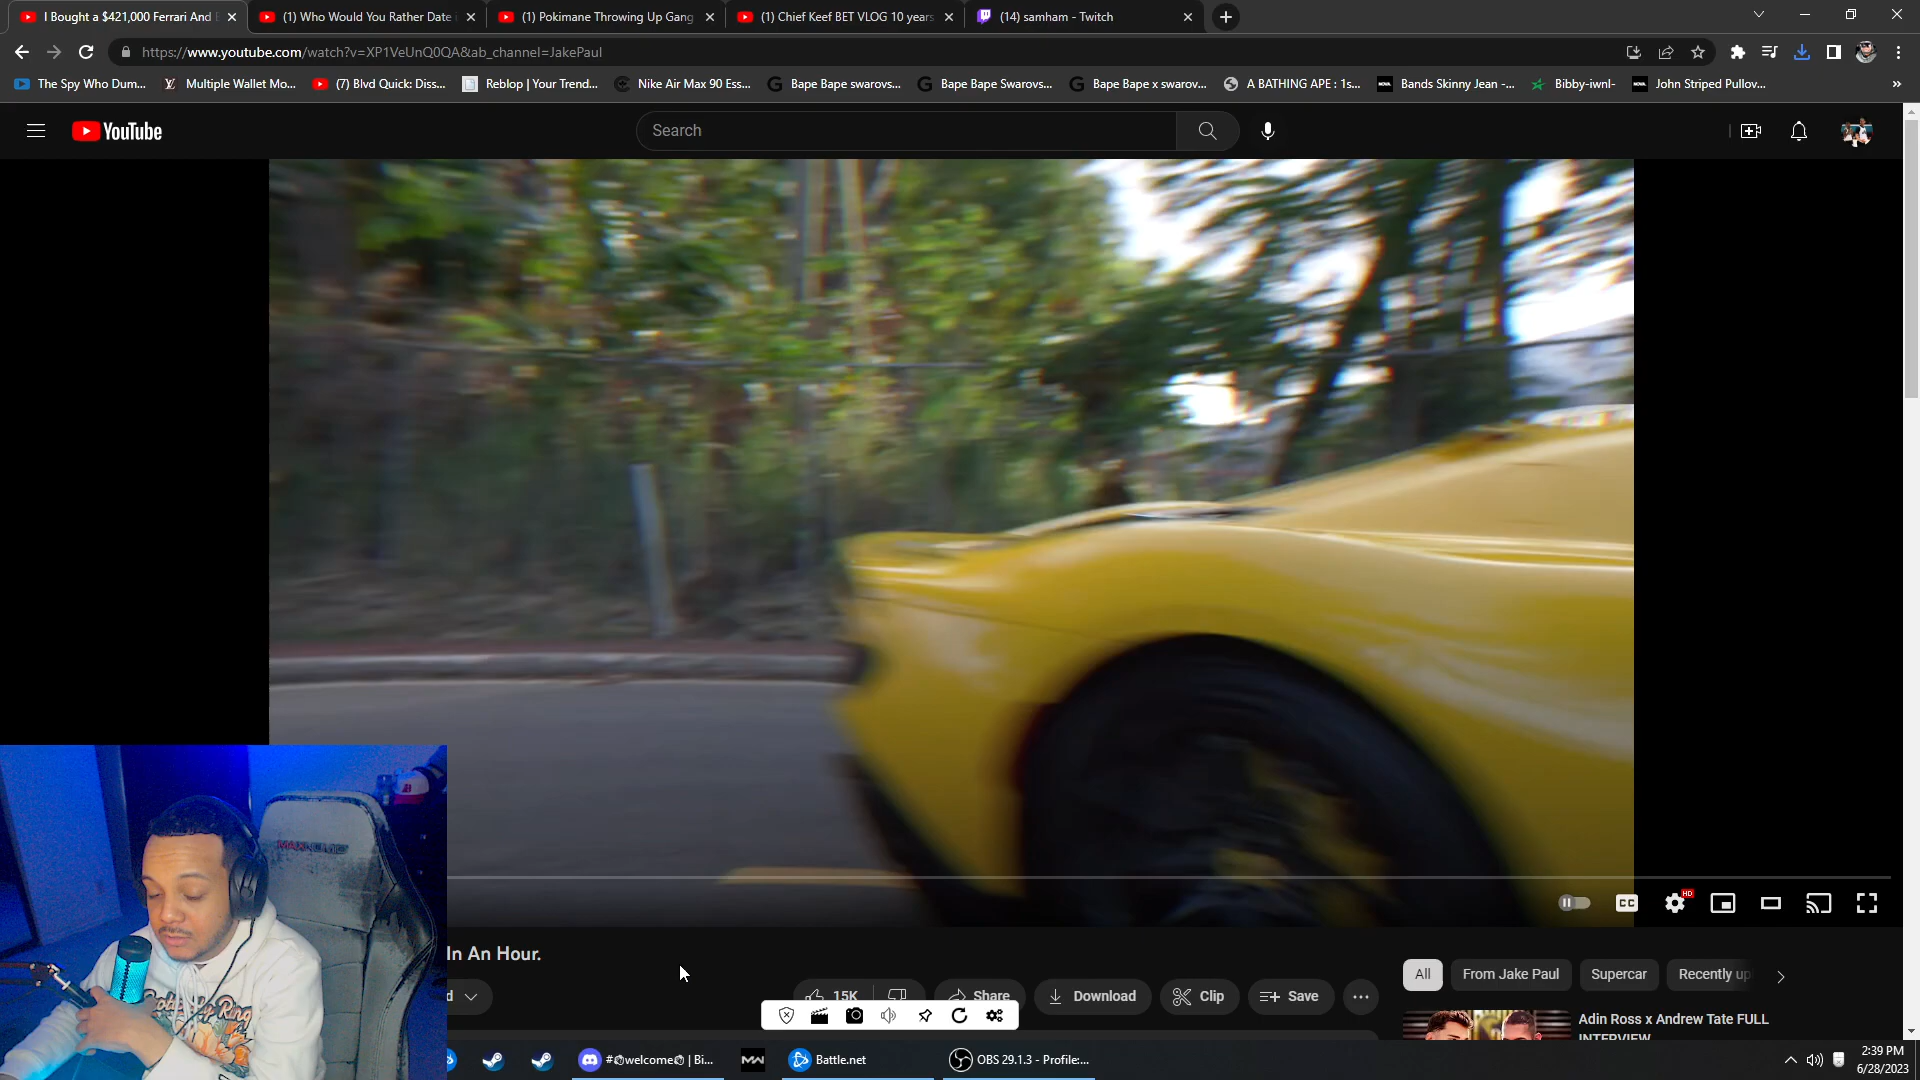 I Bought a $421,000 Ferrari And
(1) Who Would You Rather Date
(1) Pokimane Throwing Up Gang
(1) Chief Keef BET VLOG 10 years
(14) samham - Twitch
https://www.youtube.com/watch?v=XP1VeUnQ0QA&ab_channel=JakePaul
The Spy Who Dum...
Multiple Wallet Mo...
(7) Blvd Quick: Diss...
Reblop | Your Trend...
Nike Air Max 90 Ess...
Bape Bape swarovs...
Bape Bape Swarovs...
Bape Bape x swarov...
A BATHING APE : 1s...
Bands Skinny Jean -...
Bibby-iwnl-
John Striped Pullov...
YouTube
Search
CC
HD
In An Hour.
d
15K
Share
Download
Clip
Save
All
From Jake Paul
Supercar
Recently up
Adin Ross x Andrew Tate FULL
INTERVIEW
#welcome | Bi...
Battle.net
OBS 29.1.3 - Profile:...
2:39 PM
6/28/2023